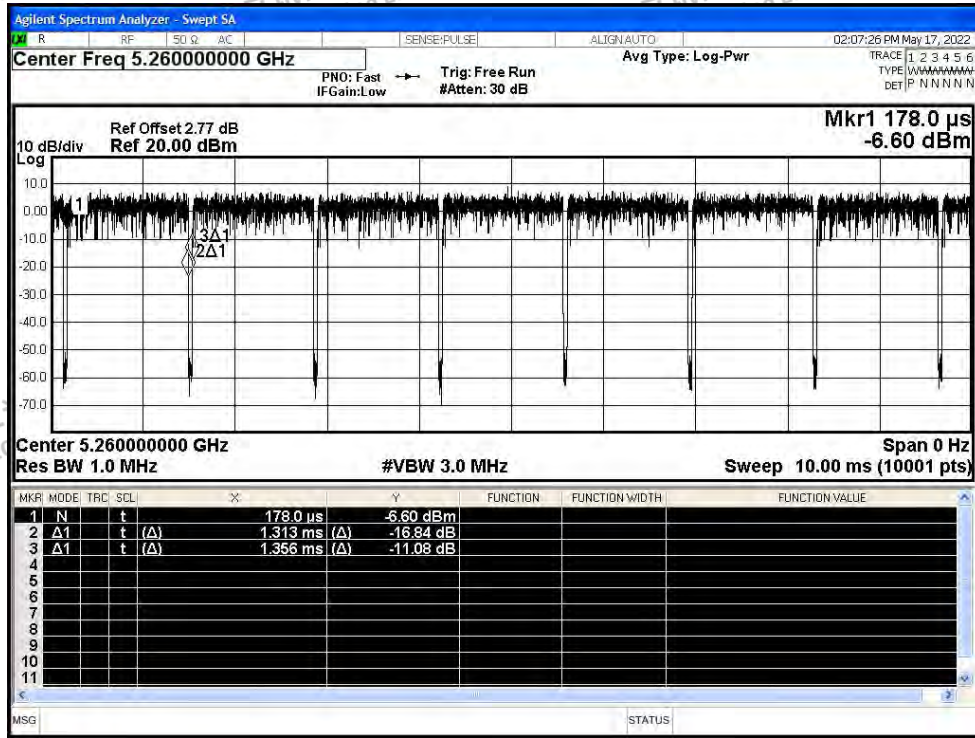 Agilent Spectrum Analyzer - Swept SA
LXI R RF 50 Ω AC SENSE:PULSE ALIGN AUTO 02:07:26 PM May 17, 2022
Center Freq 5.260000000 GHz
PNO: Fast
IFGain:Low
Trig: Free Run
#Atten: 30 dB
Avg Type: Log-Pwr
TRACE 1 2 3 4 5 6
TYPE WWWWWW
DET P N N N N N
Ref Offset 2.77 dB
Mkr1 178.0 µs
10 dB/div Ref 20.00 dBm
-6.60 dBm
Log
10.0
0.00
-10.0
-20.0
-30.0
-40.0
-50.0
-60.0
-70.0
1
3Δ1
2Δ1
Center 5.260000000 GHz Span 0 Hz
Res BW 1.0 MHz #VBW 3.0 MHz Sweep 10.00 ms (10001 pts)
MKR MODE TRC SCL X Y FUNCTION FUNCTION WIDTH FUNCTION VALUE
1 N t 178.0 µs -6.60 dBm
2 Δ1 t (Δ) 1.313 ms (Δ) -16.84 dB
3 Δ1 t (Δ) 1.356 ms (Δ) -11.08 dB
4
5
6
7
8
9
10
11
MSG STATUS